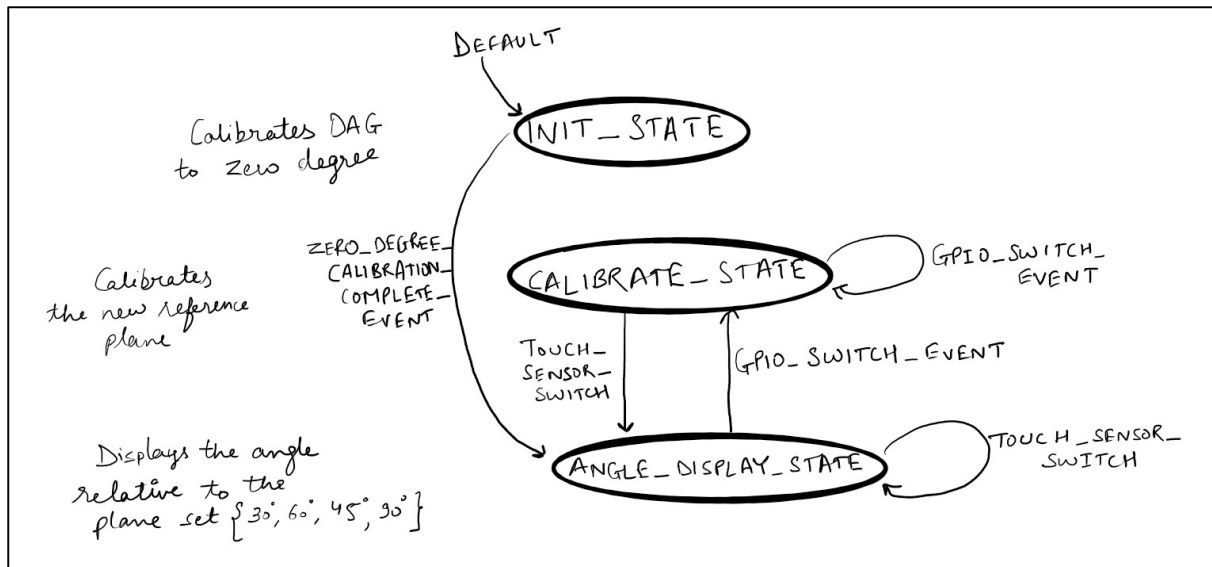 DEFAULT
INIT_STATE
Calibrates DAG
to zero degree
ZERO_DEGREE_
CALIBRATION_
COMPLETE_
EVENT
CALIBRATE_STATE
GPIO_SWITCH_
EVENT
Calibrates
the new reference
plane
TOUCH_
SENSOR_
SWITCH
GPIO_SWITCH_EVENT
ANGLE_DISPLAY_STATE
TOUCH_SENSOR_
SWITCH
Displays the angle
relative to the
plane set {30°, 60°, 45°, 90°}